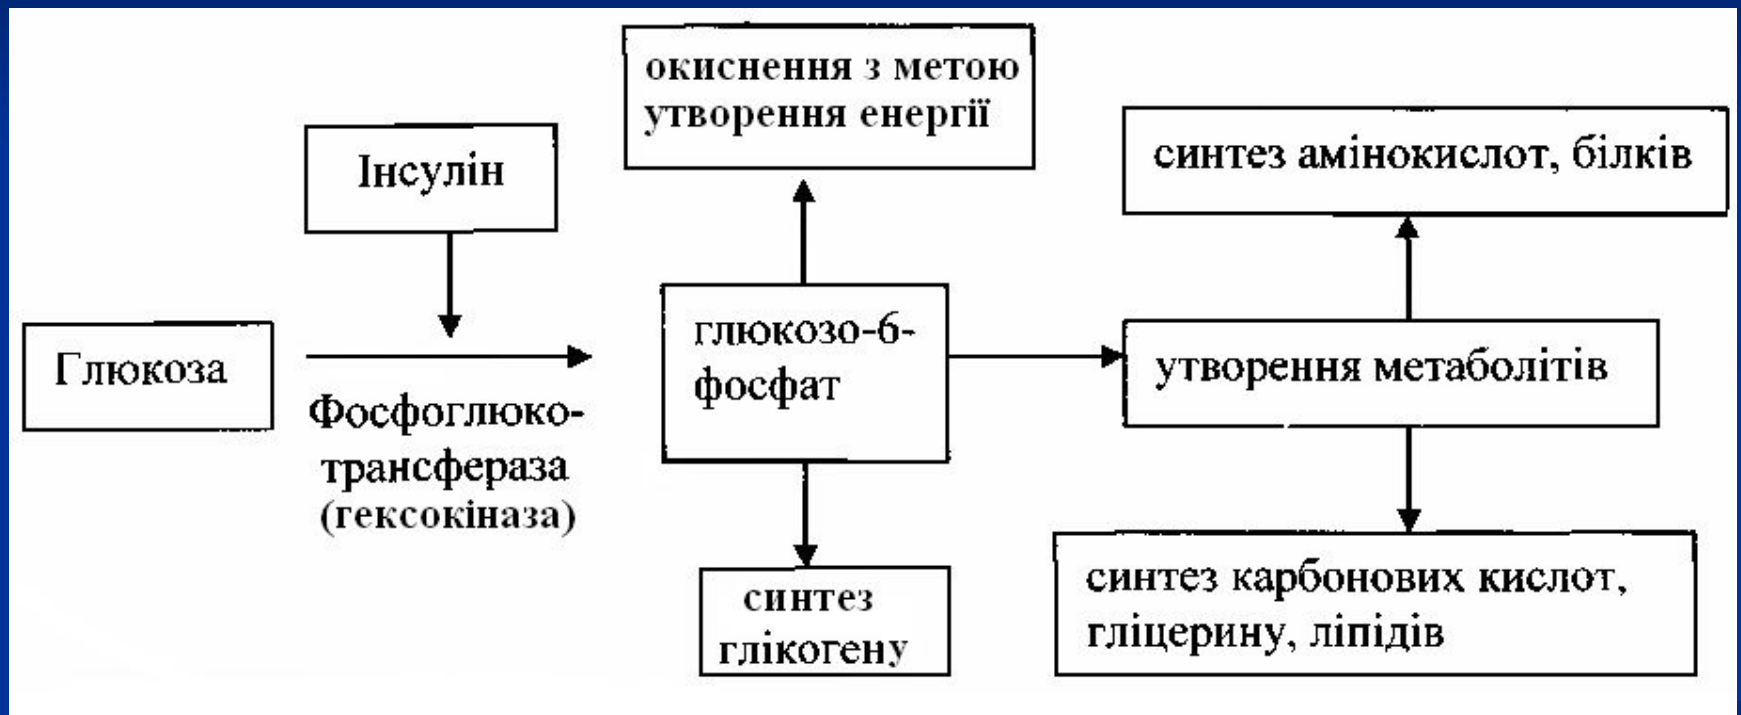 окиснення з метою
утворення енергії
Інсулін
синтез амінокислот, білків
Глюкоза
Фосфоглюко-
трансфераза
(гексокіназа)
глюкозо-6-
фосфат
утворення метаболітів
синтез
глікогену
синтез карбонових кислот,
гліцерину, ліпідів